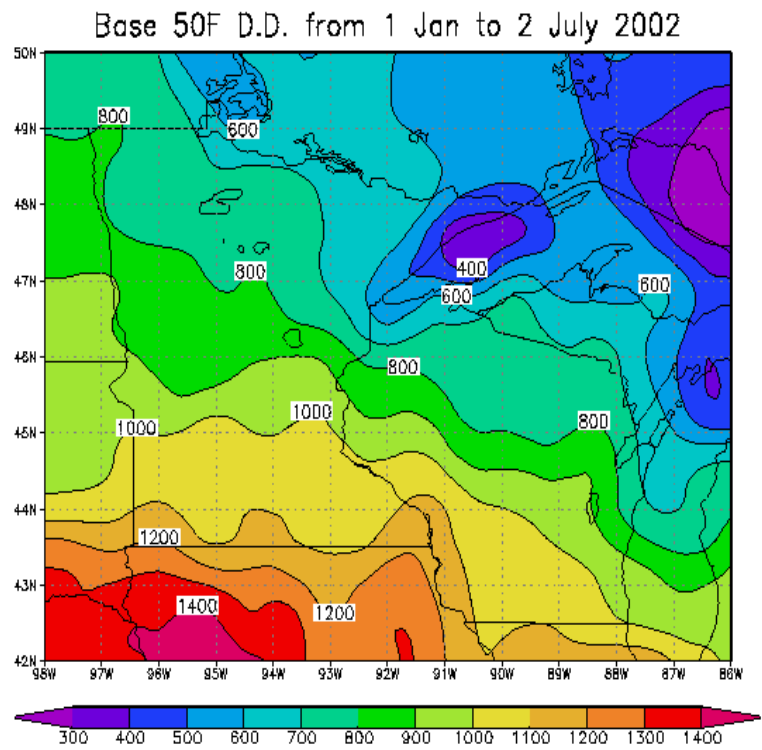 Base 50F D.D. from 1 Jan to 2 July 2002
50N
800
49N
600
48N
800
400
47N
600
600
46N
800
1000
800
45N
1000
44N
1200
43N
1400
1200
42N
98W 97W 96W 95W 94W 93W 92W 91W 90W 89W 88W 87W 86W
300 400 500 600 700 800 900 1000 1100 1200 1300 1400